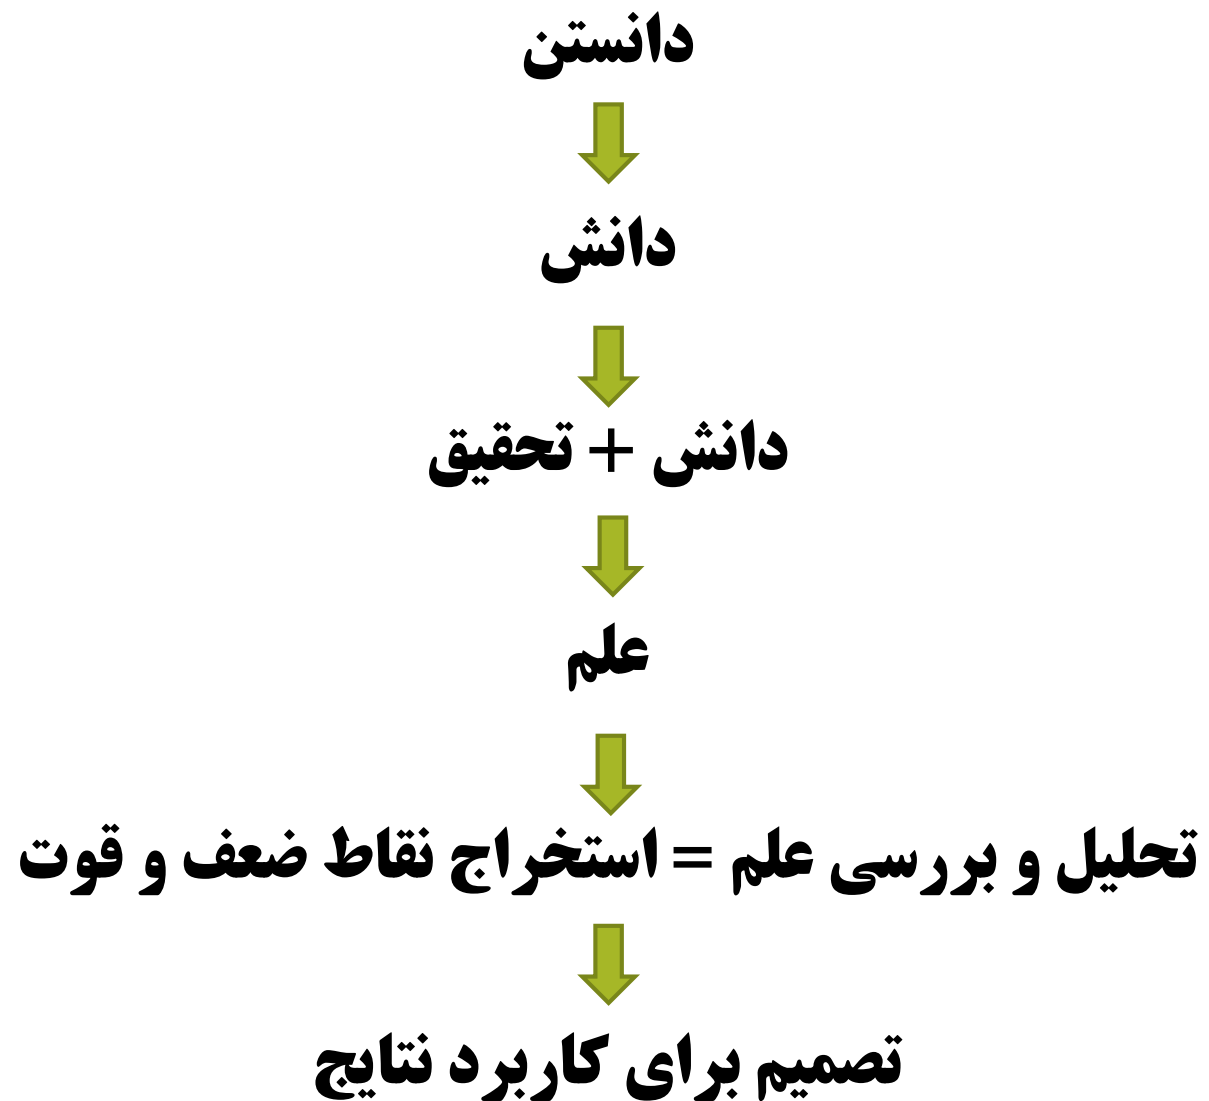 دانستن
دانش
دانش + تحقیق
علم
تحلیل و بررسی علم = استخراج نقاط ضعف و قوت
تصمیم برای کاربرد نتایج